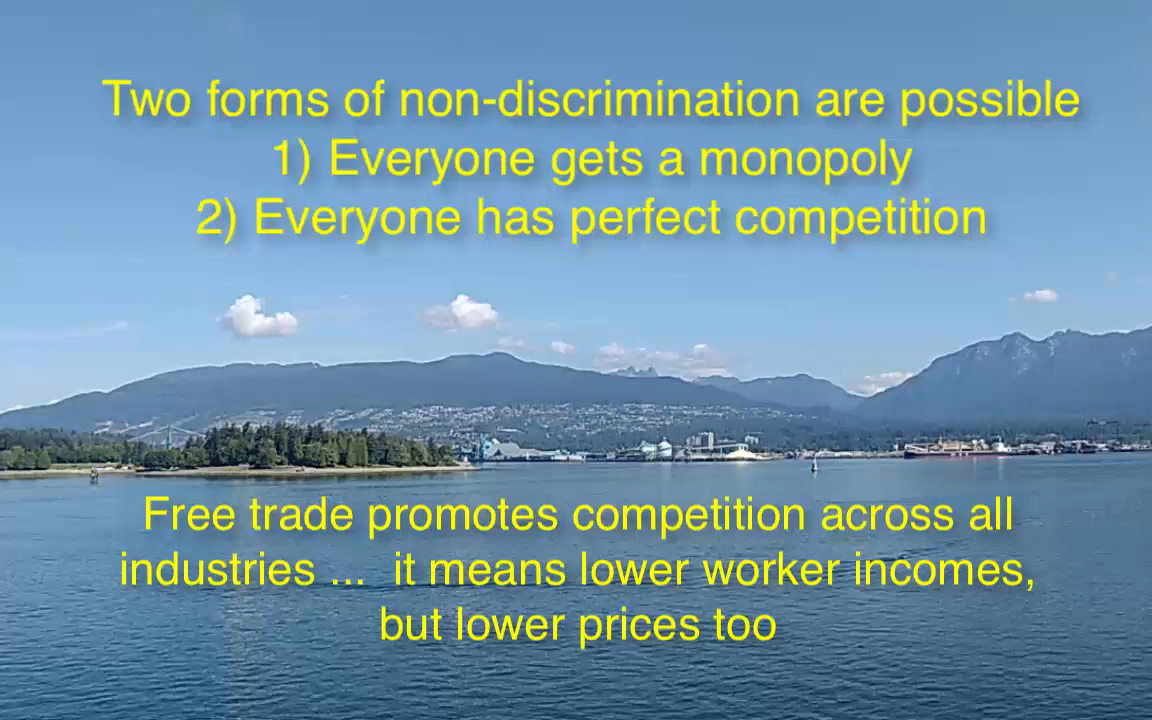 Two forms of non-discrimination are possible
1) Everyone gets a monopoly
2) Everyone has perfect competition
Free trade promotes competition across all
industries ... it means lower worker incomes,
but lower prices too